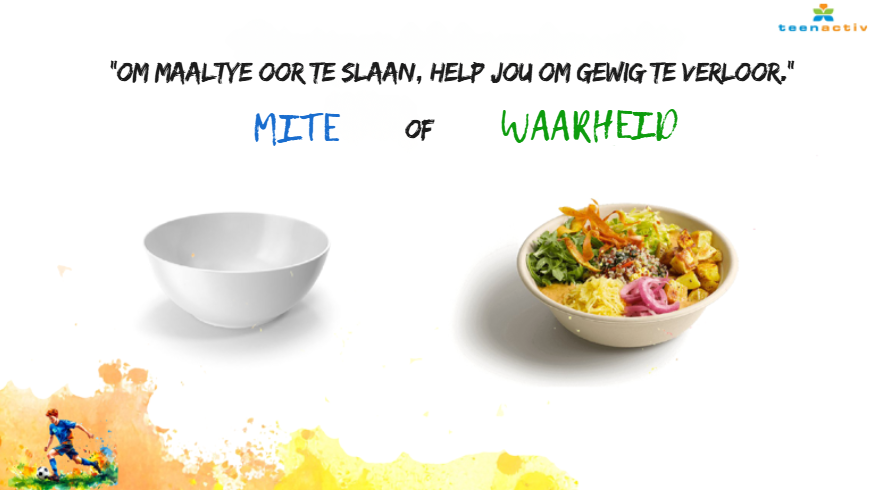 teenactiv
"OM MAALTYE OOR TE SLAAN, HELP JOU OM GEWIG TE VERLOOR."
MITE OF WAARHEID